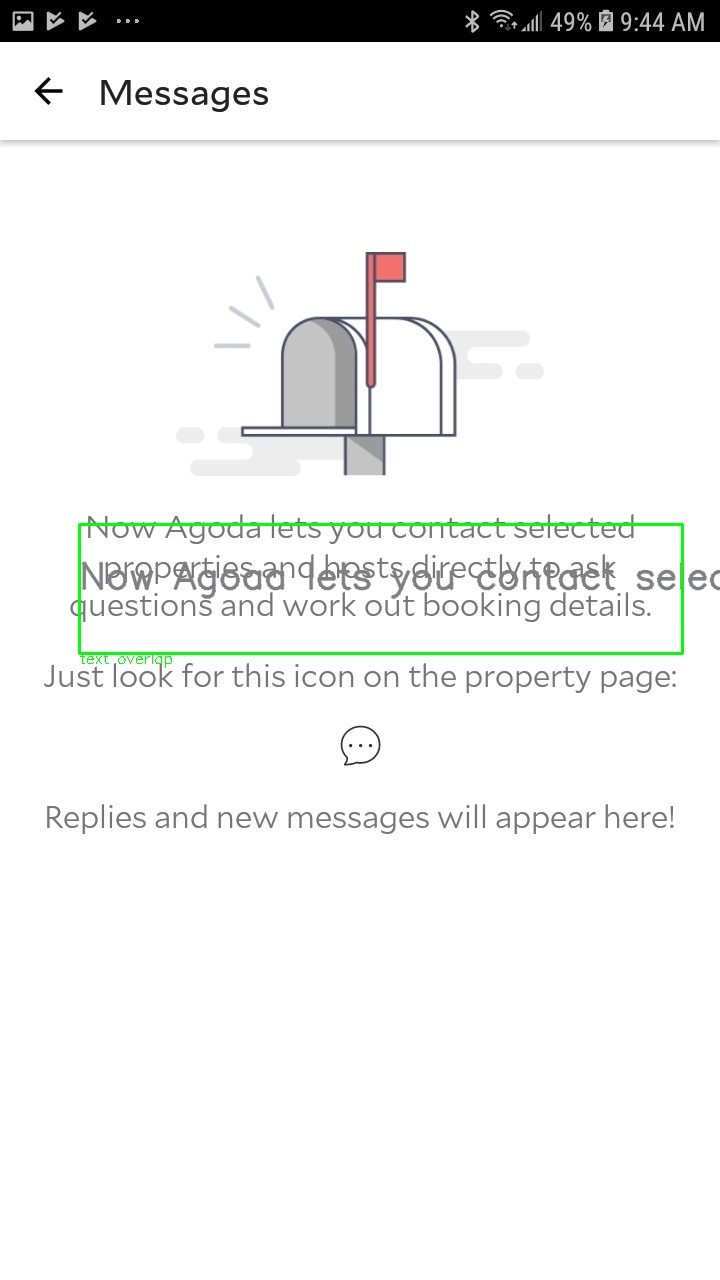 49% 9:44 AM
Messages
Now Agoda lets you contact selected
properties and hosts directly to ask
Now Agoda lets you contact selec
questions and work out booking details.
text overlap
Just look for this icon on the property page:
Replies and new messages will appear here!